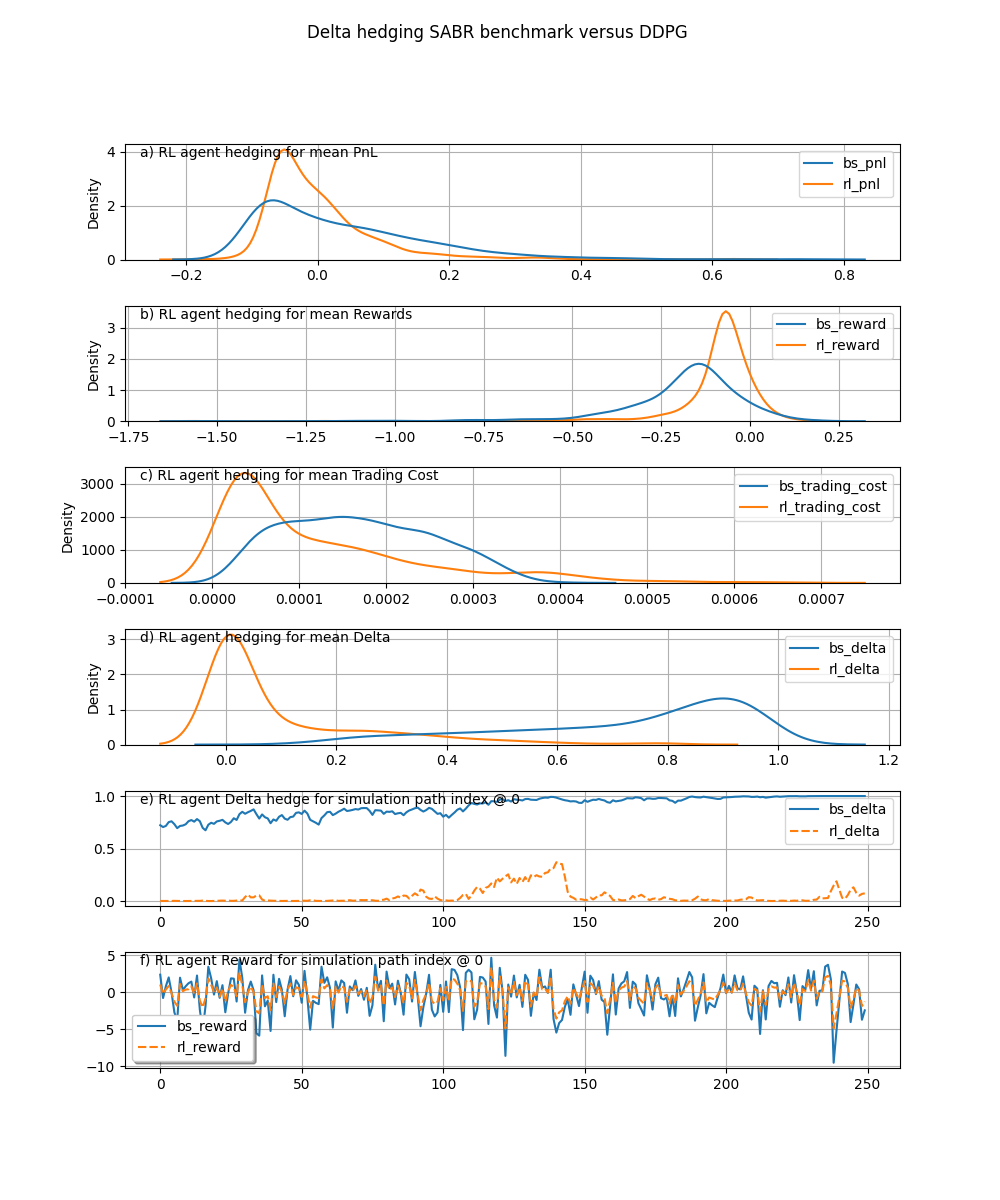 Delta hedging SABR benchmark versus DDPG
a) RL agent hedging for mean PnL
bs_pnl
rl_pnl
Density
4
2
0
−0.2 0.0 0.2 0.4 0.6 0.8
b) RL agent hedging for mean Rewards
bs_reward
rl_reward
Density
3
2
1
0
−1.75 −1.50 −1.25 −1.00 −0.75 −0.50 −0.25 0.00 0.25
c) RL agent hedging for mean Trading Cost
bs_trading_cost
rl_trading_cost
Density
3000
2000
1000
0
−0.0001 0.0000 0.0001 0.0002 0.0003 0.0004 0.0005 0.0006 0.0007
d) RL agent hedging for mean Delta
bs_delta
rl_delta
Density
3
2
1
0
0.0 0.2 0.4 0.6 0.8 1.0 1.2
e) RL agent Delta hedge for simulation path index @ 0
bs_delta
rl_delta
1.0
0.5
0.0
0 50 100 150 200 250
f) RL agent Reward for simulation path index @ 0
bs_reward
rl_reward
5
0
−5
−10
0 50 100 150 200 250